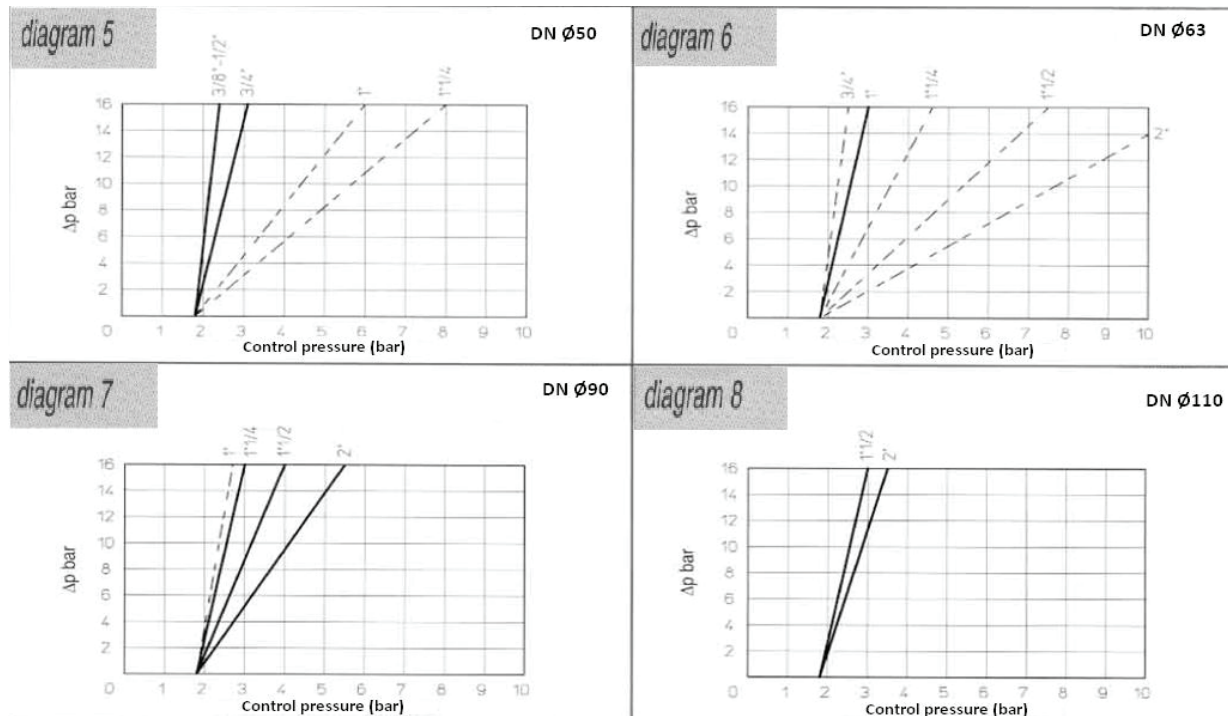 diagram 5
DN Ø50
3/8"-1/2"
3/4"
1"
1"1/4
16
14
12
10
8
6
4
2
Δp bar
0 1 2 3 4 5 6 7 8 9 10
Control pressure (bar)
diagram 6
DN Ø63
3/4"
1"
1"1/4
1"1/2
2"
16
14
12
10
8
6
4
2
Δp bar
0 1 2 3 4 5 6 7 8 9 10
Control pressure (bar)
diagram 7
DN Ø90
1"
1"1/4
1"1/2
2"
16
14
12
10
8
6
4
2
Δp bar
0 1 2 3 4 5 6 7 8 9 10
Control pressure (bar)
diagram 8
DN Ø110
1"1/2
2"
16
14
12
10
8
6
4
2
Δp bar
0 1 2 3 4 5 6 7 8 9 10
Control pressure (bar)